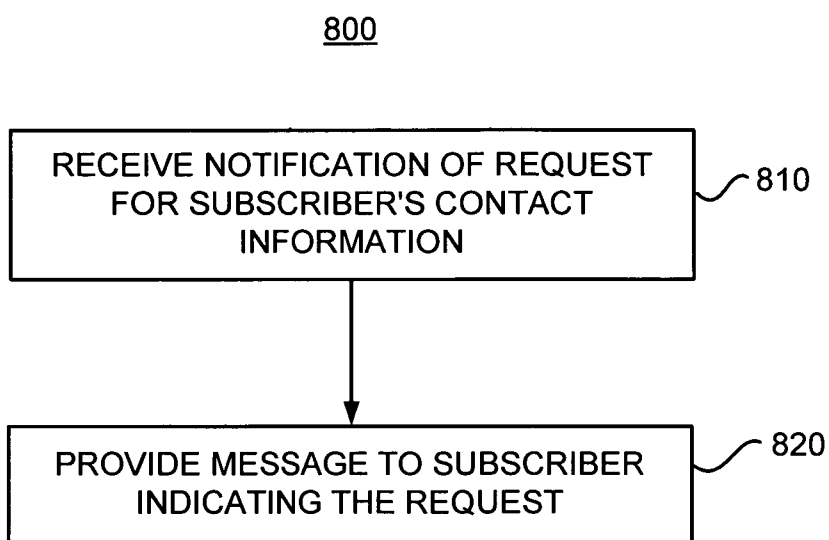 800
RECEIVE NOTIFICATION OF REQUEST
FOR SUBSCRIBER'S CONTACT
INFORMATION
810
PROVIDE MESSAGE TO SUBSCRIBER
INDICATING THE REQUEST
820